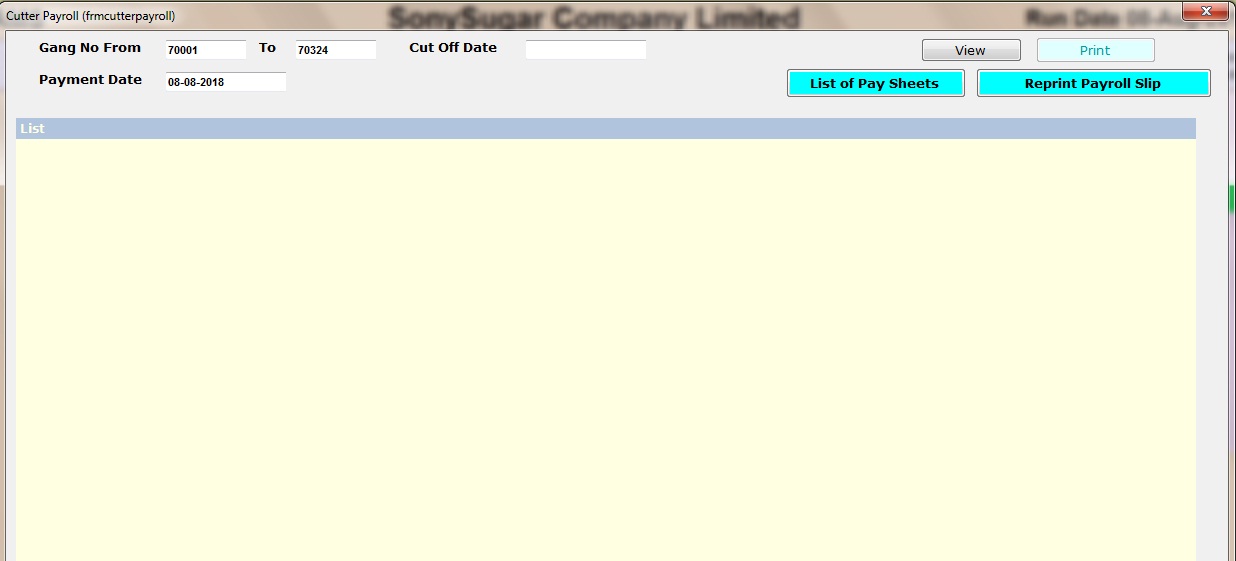 Cutter Payroll (frmcutterpayroll)
SonySugar Company Limited
Run Date 08-Aug
Gang No From 70001 To 70324 Cut Off Date
View Print
Payment Date 08-08-2018
List of Pay Sheets Reprint Payroll Slip
List